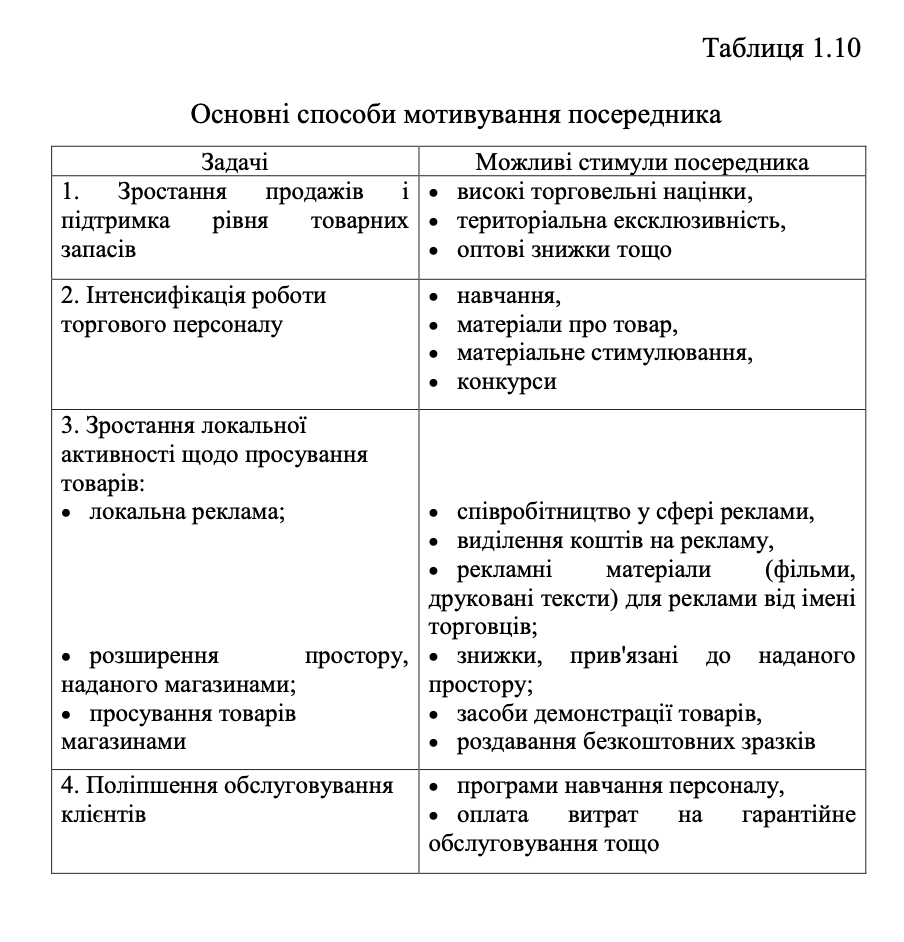 Таблиця 1.10
Основні способи мотивування посередника
Задачі
Можливі стимули посередника
1. Зростання продажів і
підтримка рівня товарних
запасів
• високі торговельні націнки,
• територіальна ексклюзивність,
• оптові знижки тощо
2. Інтенсифікація роботи
торгового персоналу
• навчання,
• матеріали про товар,
• матеріальне стимулювання,
• конкурси
3. Зростання локальної
активності щодо просування
товарів:
• локальна реклама;
• співробітництво у сфері реклами,
• виділення коштів на рекламу,
• рекламні матеріали (фільми,
друковані тексти) для реклами від імені
торговців;
• розширення простору,
наданого магазинами;
• знижки, прив'язані до наданого
простору;
• просування товарів
магазинами
• засоби демонстрації товарів,
• роздавання безкоштовних зразків
4. Поліпшення обслуговування
клієнтів
• програми навчання персоналу,
• оплата витрат на гарантійне
обслуговування тощо